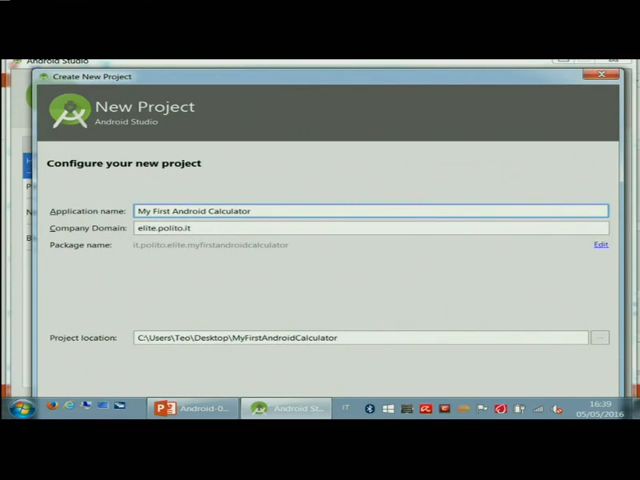 Android Studio
Create New Project
New Project
Android Studio
Configure your new project
Application name: My First Android Calculator
Company Domain: elite.polito.it
Package name: it.polito.elite.myfirstandroidcalculator Edit
Project location: C:\Users\Teo\Desktop\MyFirstAndroidCalculator ...
Android-0... Android St... IT 16:39
05/05/2016